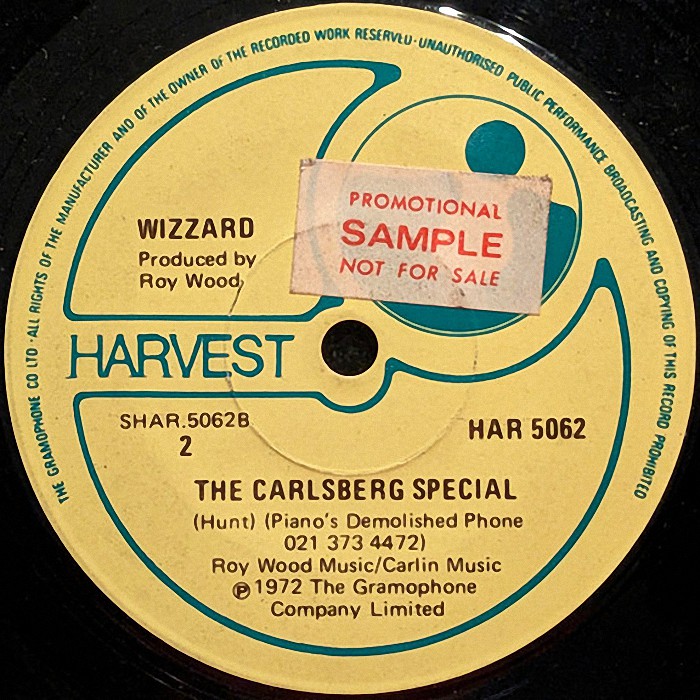 THE GRAMOPHONE CO LTD · ALL RIGHTS OF THE MANUFACTURER AND OF THE OWNER OF THE RECORDED WORK RESERVED · UNAUTHORISED PUBLIC PERFORMANCE BROADCASTING AND COPYING OF THIS RECORD PROHIBITED
PROMOTIONAL
SAMPLE
NOT FOR SALE
WIZZARD
Produced by
Roy Wood
HARVEST
SHAR.5062B
2
HAR 5062
THE CARLSBERG SPECIAL
(Hunt) (Piano's Demolished Phone
021 373 4472)
Roy Wood Music/Carlin Music
℗ 1972 The Gramophone
Company Limited